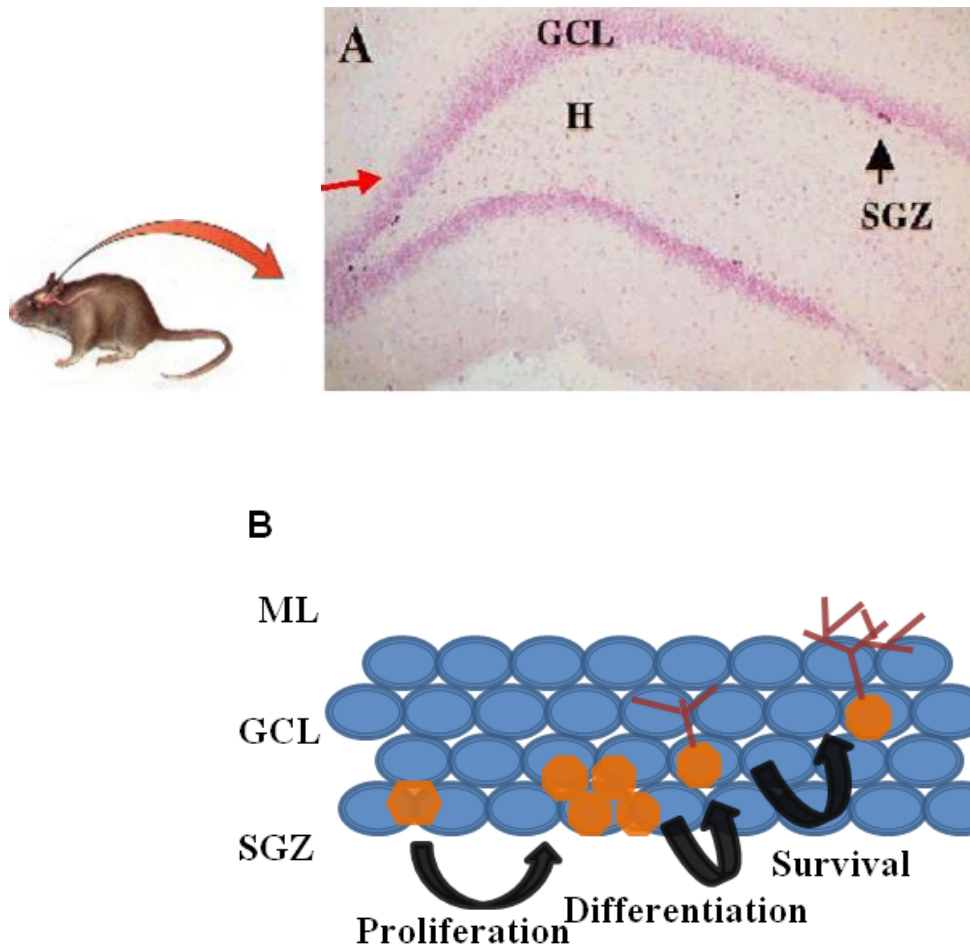 A
GCL
H
SGZ
B
ML
GCL
SGZ
Survival
Differentiation
Proliferation